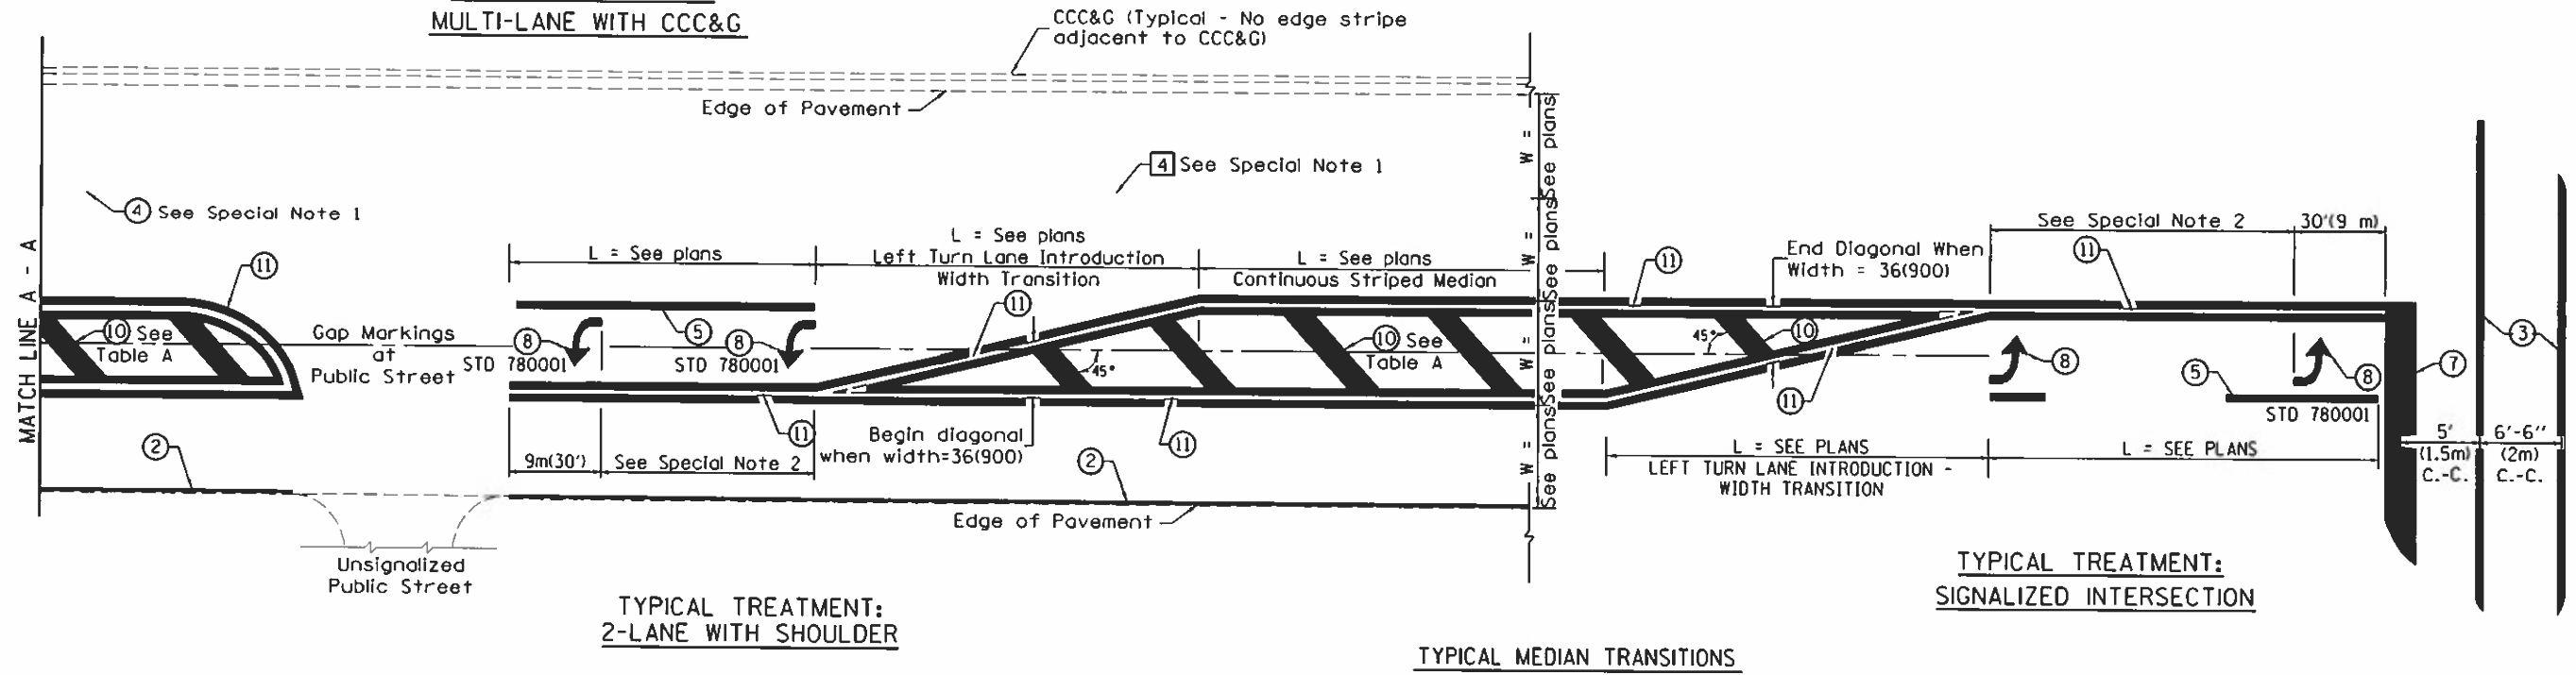 MULTI-LANE WITH CCC&G
CCC&G (Typical - No edge stripe
adjacent to CCC&G)
Edge of Pavement
4 See Special Note 1
4 See Special Note 1
MATCH LINE A - A
11
10 See
Table A
Gap Markings
at
Public Street
L = See plans
L = See plans
Left Turn Lane Introduction
Width Transition
L = See plans
Continuous Striped Median
11
5
8
STD 780001
8
STD 780001
45°
10 See
Table A
W =
See plans
W =
See plans
W =
See plans
W =
See plans
W =
See plans
11
End Diagonal When
Width = 36(900)
See Special Note 2
30'(9 m)
11
45°
10
11
8
8
5
STD 780001
7
3
2
9m(30')
See Special Note 2
11
Begin diagonal
when width=36(900)
11
2
Edge of Pavement
L = SEE PLANS
LEFT TURN LANE INTRODUCTION -
WIDTH TRANSITION
L = SEE PLANS
5'
(1.5m)
C.-C.
6'-6''
(2m)
C.-C.
Unsignalized
Public Street
TYPICAL TREATMENT:
2-LANE WITH SHOULDER
TYPICAL TREATMENT:
SIGNALIZED INTERSECTION
TYPICAL MEDIAN TRANSITIONS